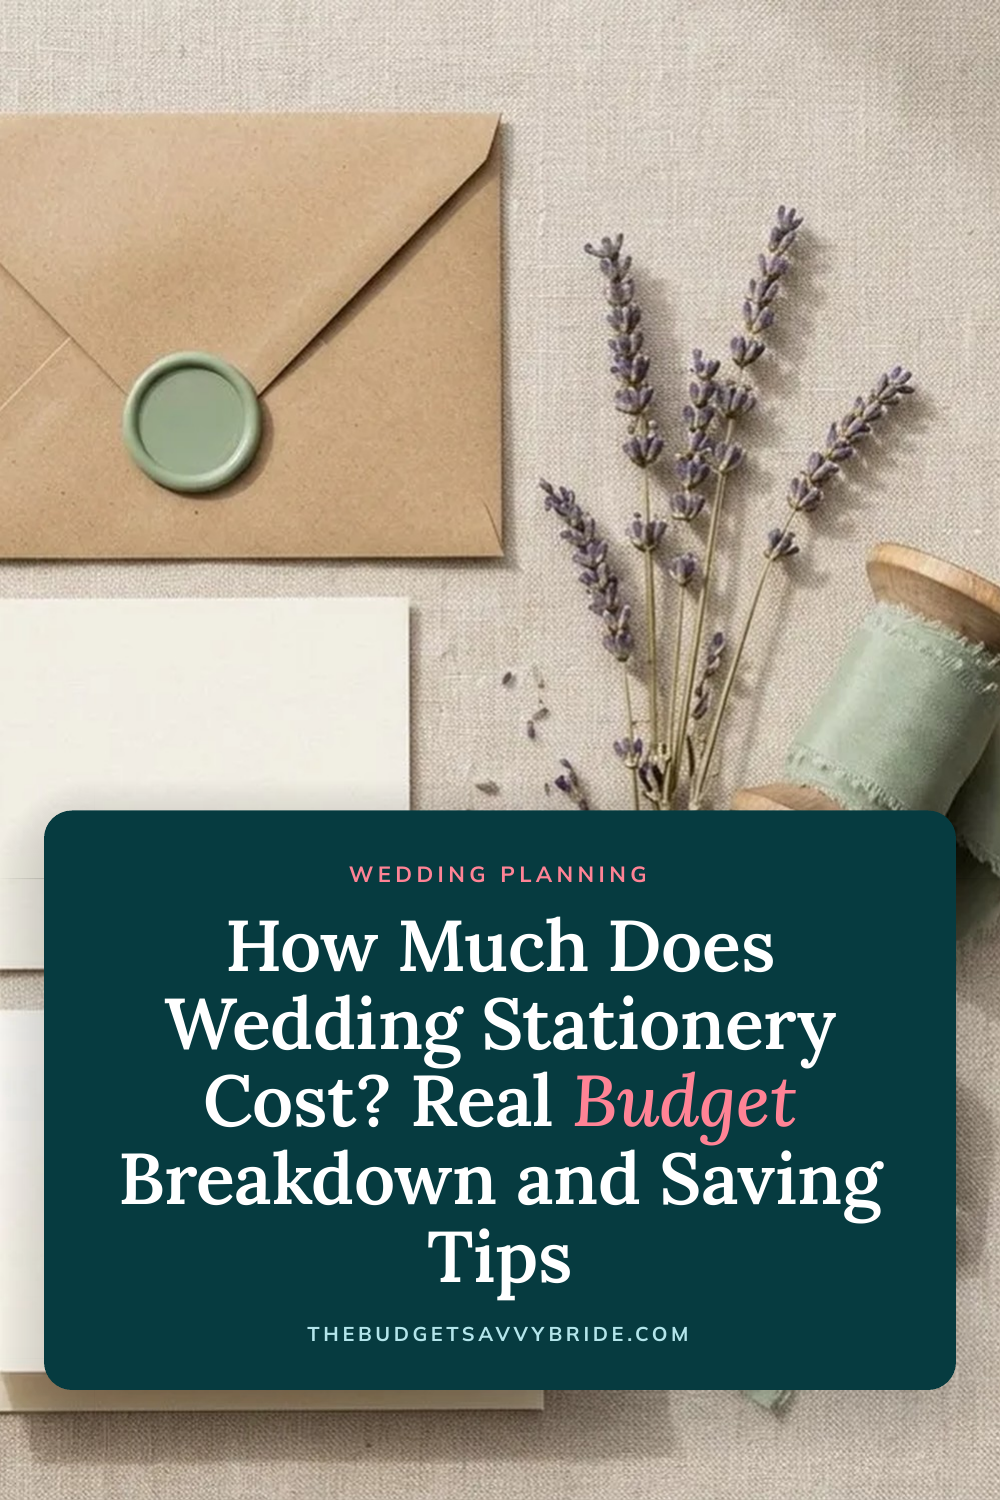 WEDDING PLANNING
How Much Does
Wedding Stationery
Cost? Real Budget
Breakdown and Saving
Tips
THEBUDGETSAVVYBRIDE.COM